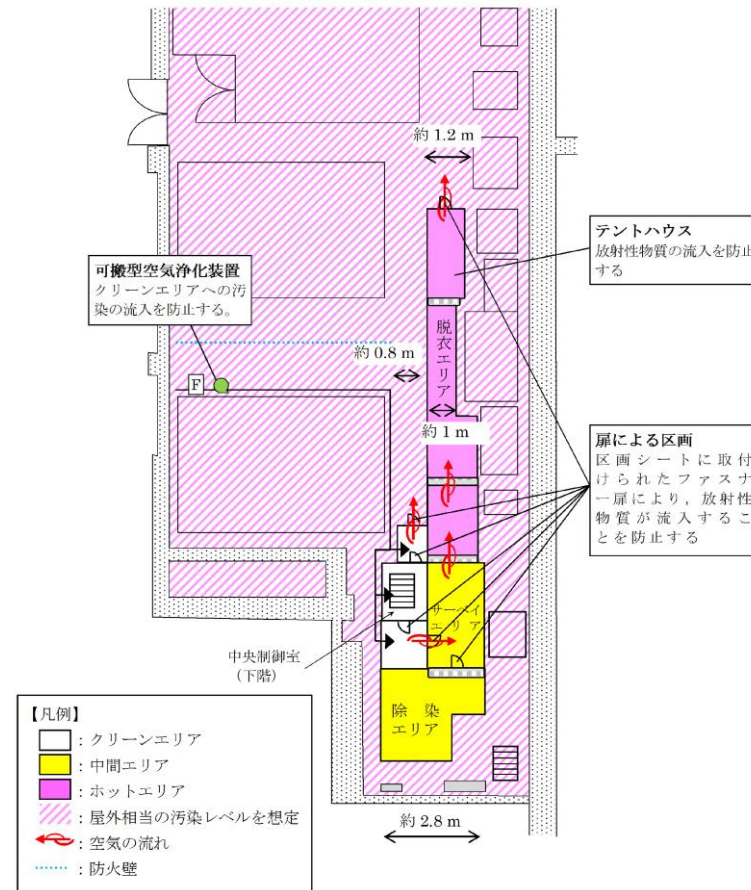 約 1.2 m
テントハウス
放射性物質の流入を防止
する
可搬型空気浄化装置
クリーンエリアへの汚
染の流入を防止する。
脱衣エリア
約 0.8 m
F
約 1 m
扉による区画
区画シートに取付
けられたファスナ
ー扉により，放射性
物質が流入するこ
とを防止する
サーベイ
エリア
中央制御室
（下階）
除 染
エリア
【凡例】
：クリーンエリア
：中間エリア
：ホットエリア
：屋外相当の汚染レベルを想定
：空気の流れ
：防火壁
約 2.8 m